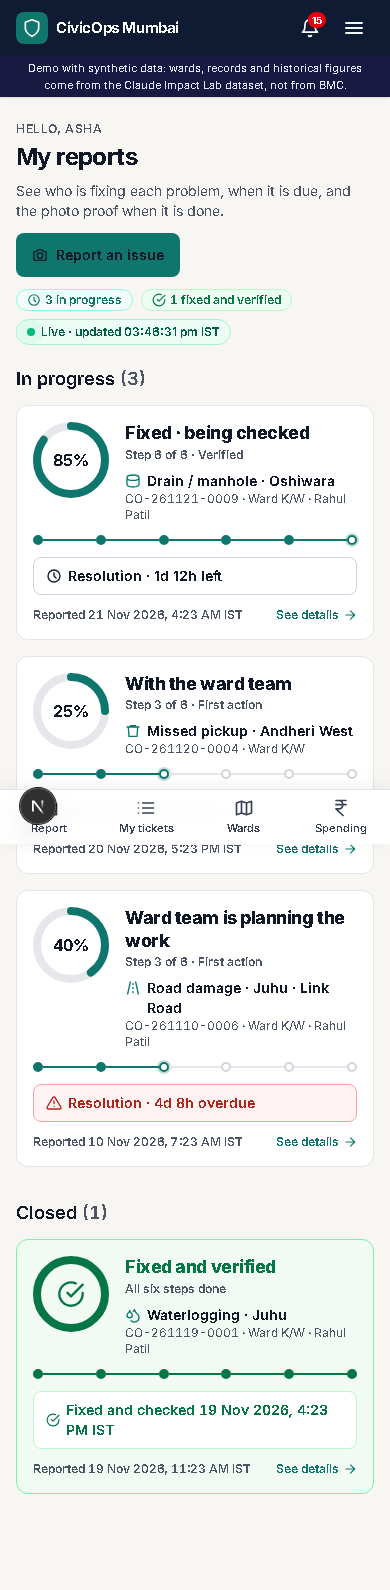 CivicOps Mumbai
15
Demo with synthetic data: wards, records and historical figures
come from the Claude Impact Lab dataset, not from BMC.
HELLO, ASHA
My reports
See who is fixing each problem, when it is due, and
the photo proof when it is done.
Report an issue
3 in progress
1 fixed and verified
Live · updated 03:46:31 pm IST
In progress (3)
85%
Fixed · being checked
Step 6 of 6 · Verified
Drain / manhole · Oshiwara
CO-261121-0009 · Ward K/W · Rahul
Patil
Resolution · 1d 12h left
Reported 21 Nov 2026, 4:23 AM IST
See details →
25%
With the ward team
Step 3 of 6 · First action
Missed pickup · Andheri West
CO-261120-0004 · Ward K/W
N
Report
My tickets
Wards
Spending
Reported 20 Nov 2026, 5:23 PM IST
See details →
40%
Ward team is planning the
work
Step 3 of 6 · First action
Road damage · Juhu · Link
Road
CO-261110-0006 · Ward K/W · Rahul
Patil
Resolution · 4d 8h overdue
Reported 10 Nov 2026, 7:23 AM IST
See details →
Closed (1)
Fixed and verified
All six steps done
Waterlogging · Juhu
CO-261119-0001 · Ward K/W · Rahul
Patil
Fixed and checked 19 Nov 2026, 4:23
PM IST
Reported 19 Nov 2026, 11:23 AM IST
See details →